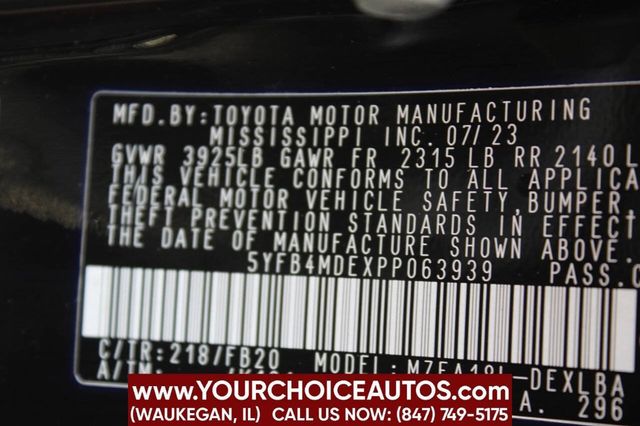 MFD.BY:TOYOTA MOTOR MANUFACTURING
MISSISSIPPI INC. 07/23
GVWR 3925LB GAWR FR 2315 LB RR 2140 L
THIS VEHICLE CONFORMS TO ALL APPLICA
FEDERAL MOTOR VEHICLE SAFETY, BUMPER
THEFT PREVENTION STANDARDS IN EFFECT
THE DATE OF MANUFACTURE SHOWN ABOVE.
5YFB4MDEXPP063939 PASS.C
C/TR:218/FB20 MODEL: -DEXLBA
A/TM: A. 296
www.YOURCHOICEAUTOS.com
(WAUKEGAN, IL) CALL US NOW: (847) 749-5175